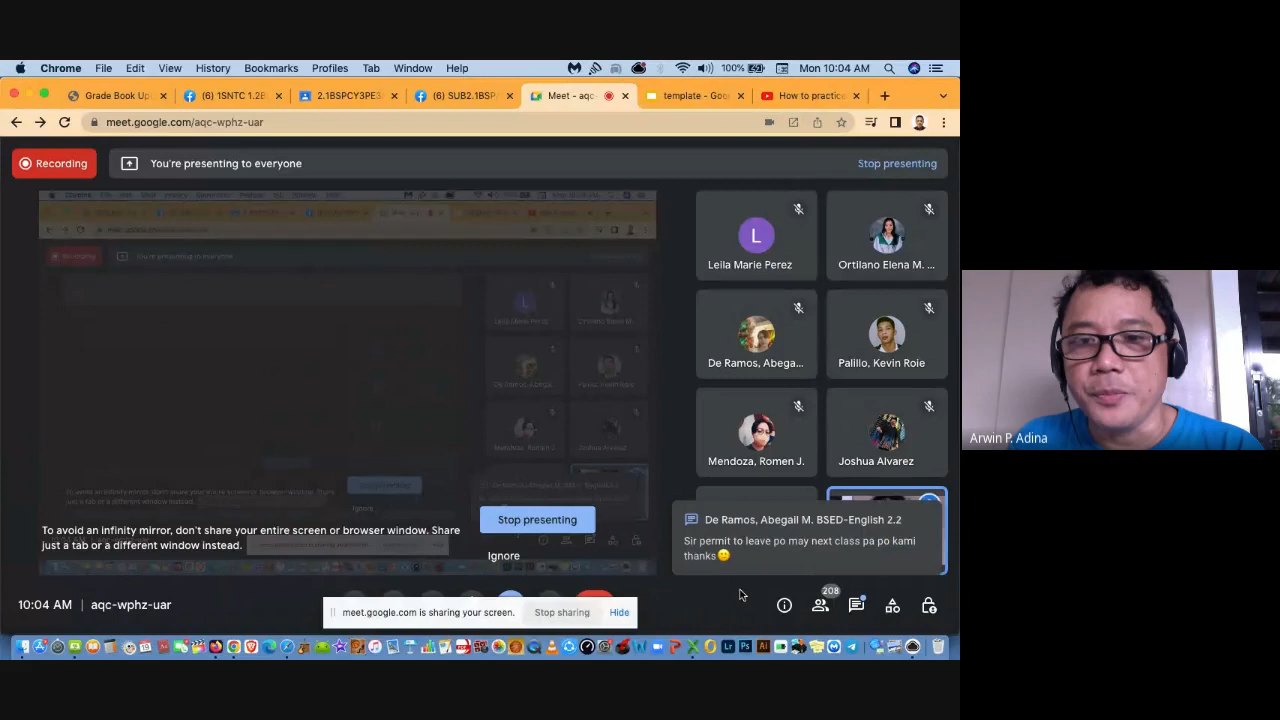 Chrome File Edit View History Bookmarks Profiles Tab Window Help 100% Mon 10:04 AM
Grade Book Up (6) 1SNTC 1.2B 2.1BSPCY3PE3 (6) SUB2.1BSP Meet - aqc- template - Goo How to practice
meet.google.com/aqc-wphz-uar
Recording You're presenting to everyone Stop presenting
L
Leila Marie Perez Ortilano Elena M. ...
De Ramos, Abega... Palillo, Kevin Roie
Mendoza, Romen J. Joshua Alvarez
Arwin P. Adina
To avoid an infinity mirror, don't share your entire screen or browser window. Share
just a tab or a different window instead.
Stop presenting
Ignore
De Ramos, Abegail M. BSED-English 2.2
Sir permit to leave po may next class pa po kami
thanks🙂
208
10:04 AM aqc-wphz-uar
meet.google.com is sharing your screen. Stop sharing Hide